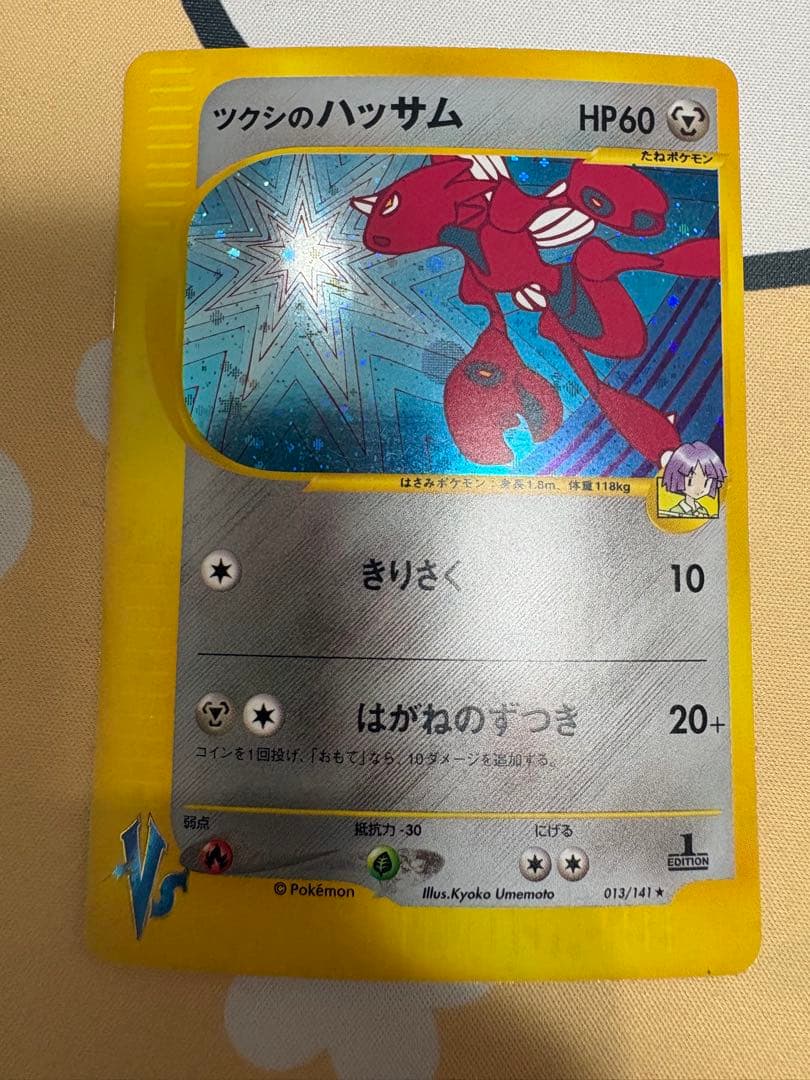 ツクシのハッサム HP60
たねポケモン
はさみポケモン：身長1.8m、体重118kg
きりさく 10
はがねのずつき 20+
コインを1回投げ、「おもて」なら、10ダメージを追加する。
弱点 抵抗力 -30 にげる
1
EDITION
VS
©Pokémon Illus.Kyoko Umemoto 013/141★